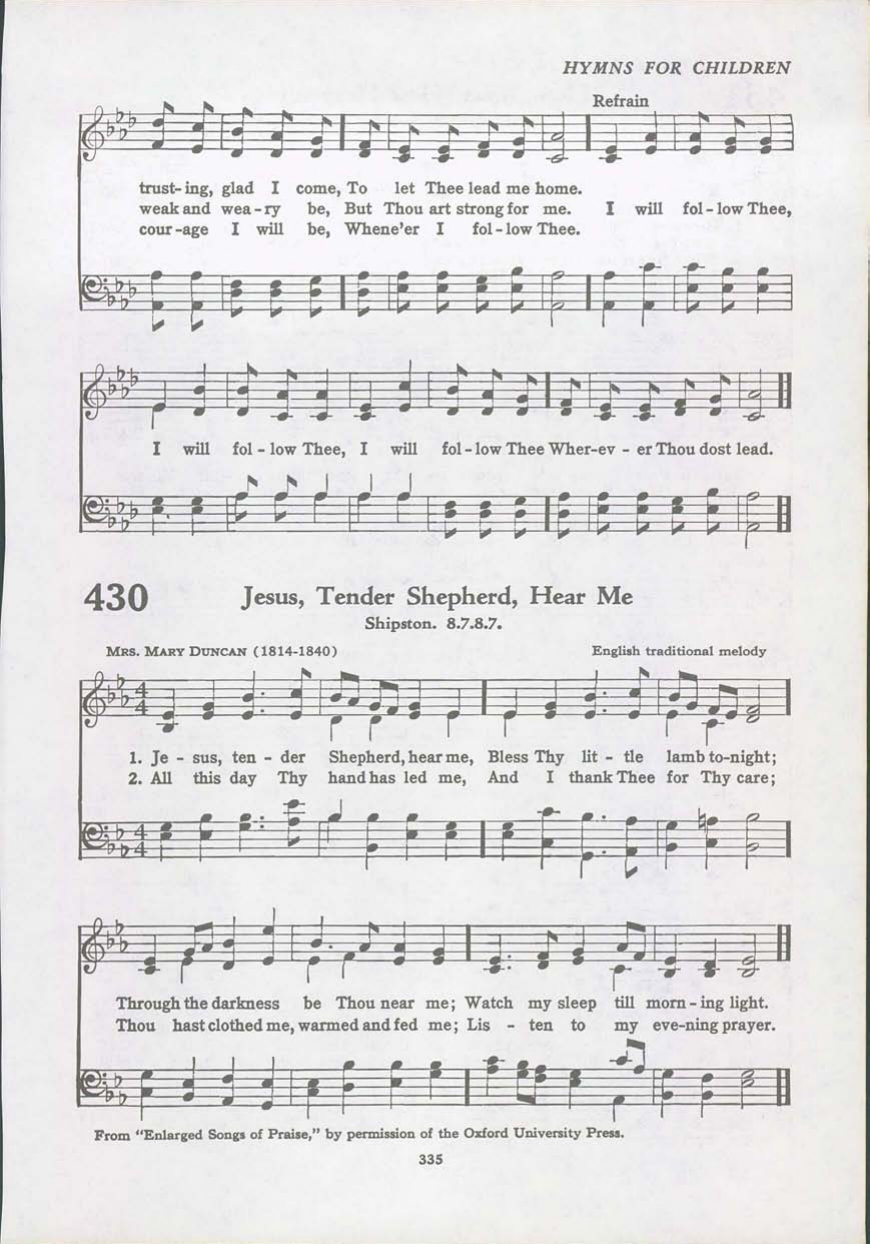 HYMNS FOR CHILDREN
Refrain
trust- ing, glad I come, To let Thee lead me home.
weak and wea - ry be, But Thou art strong for me. I will fol - low Thee,
cour - age I will be, Whene'er I fol - low Thee.
I will fol - low Thee, I will fol - low Thee Wher-ev - er Thou dost lead.
430 Jesus, Tender Shepherd, Hear Me
Shipston. 8.7.8.7.
MRS. MARY DUNCAN (1814-1840) English traditional melody
1. Je - sus, ten - der Shepherd, hear me, Bless Thy lit - tle lamb to-night;
2. All this day Thy hand has led me, And I thank Thee for Thy care;
Through the darkness be Thou near me; Watch my sleep till morn - ing light.
Thou hast clothed me, warmed and fed me; Lis - ten to my eve-ning prayer.
From "Enlarged Songs of Praise," by permission of the Oxford University Press.
335